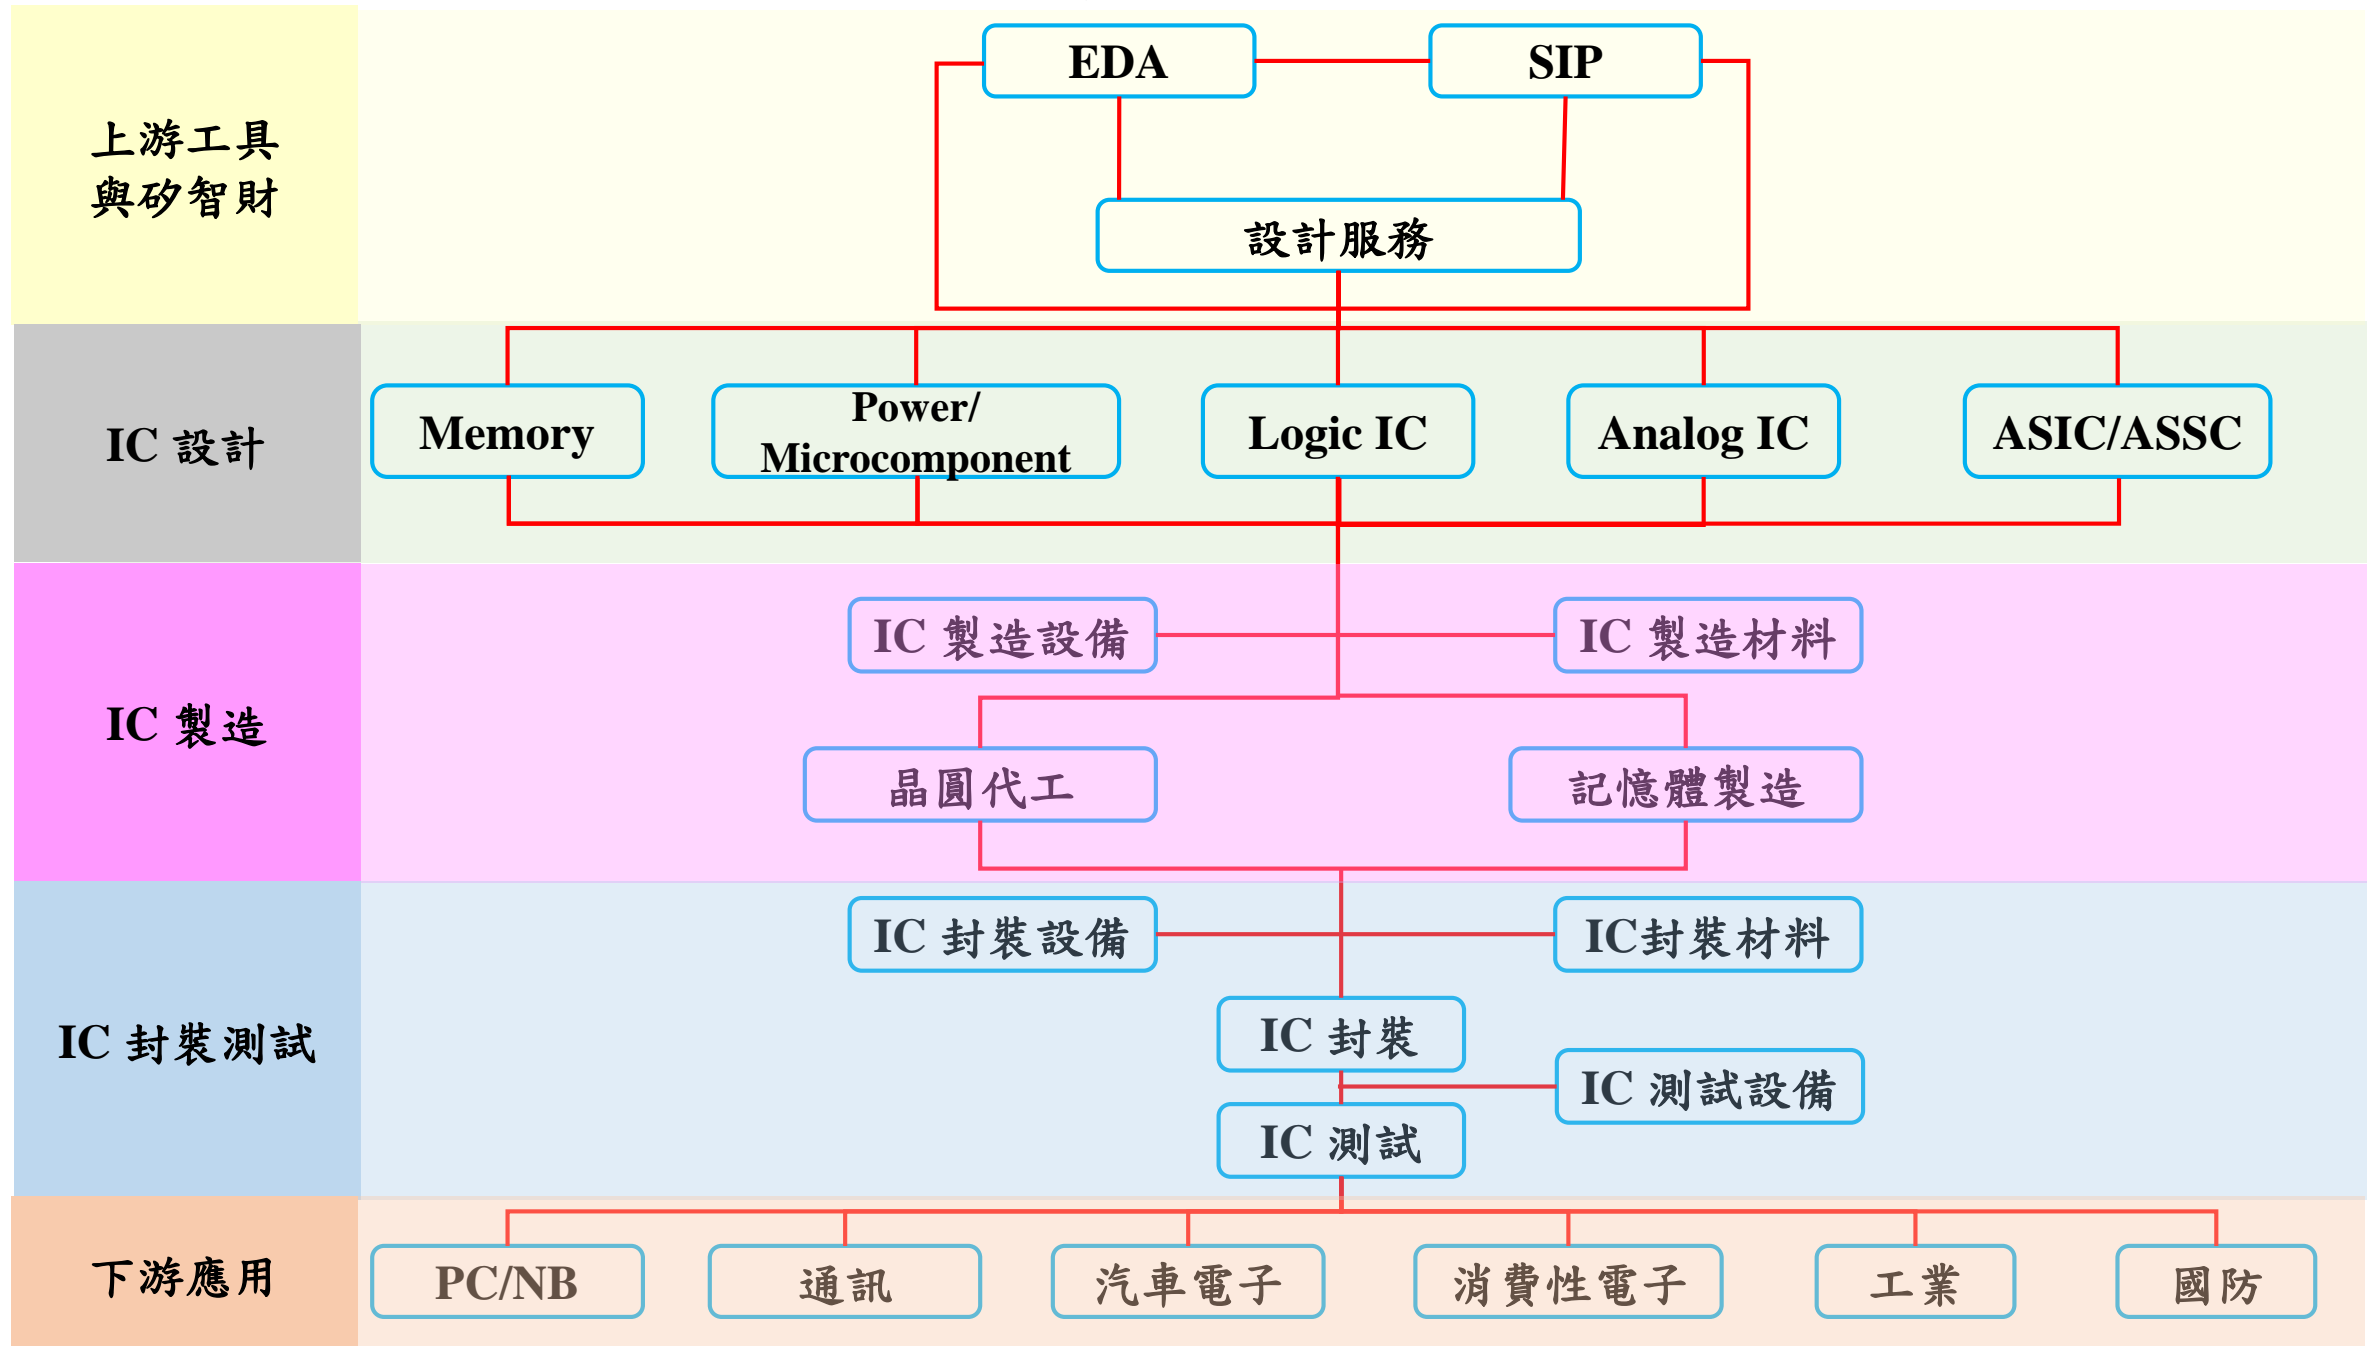 EDA
SIP
上游工具
與矽智財
設計服務
IC 設計
Memory
Power/
Microcomponent
Logic IC
Analog IC
ASIC/ASSC
IC 製造
IC 製造設備
IC 製造材料
晶圓代工
記憶體製造
IC 封裝測試
IC 封裝設備
IC封裝材料
IC 封裝
IC 測試設備
IC 測試
下游應用
PC/NB
通訊
汽車電子
消費性電子
工業
國防